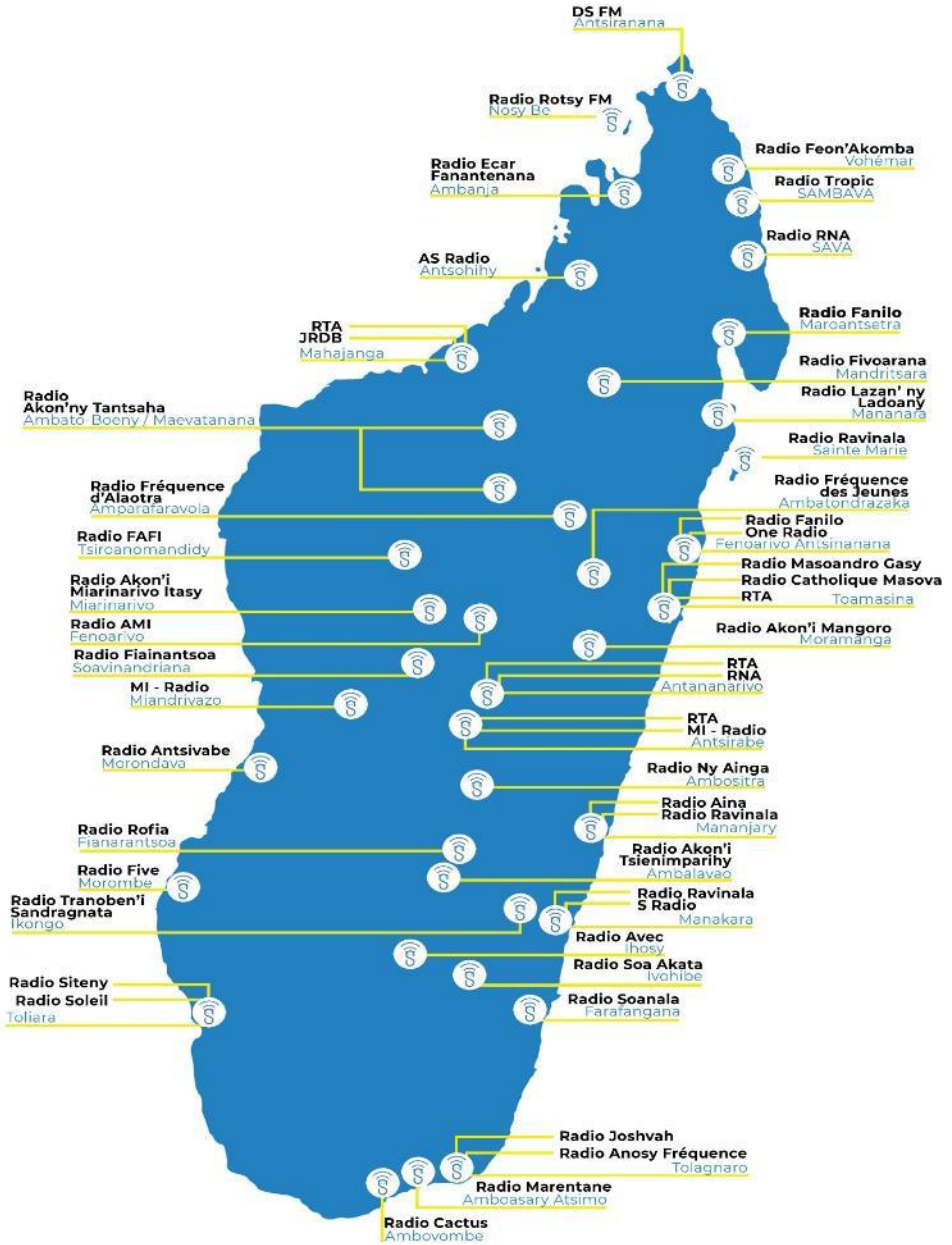 DS FM
Antsiranana
Radio Rotsy FM
Nosy Be
Radio Feon'Akomba
Vohémar
Radio Ecar
Fanantenana
Ambanja
Radio Tropic
SAMBAVA
Radio RNA
SAVA
AS Radio
Antsohihy
Radio Fanilo
Maroantsetra
RTA
JRDB
Mahajanga
Radio Fivoarana
Mandritsara
Radio Lazan' ny
Ladoany
Mananara
Radio
Akon'ny Tantsaha
Ambato-Boeny / Maevatanana
Radio Ravinala
Sainte Marie
Radio Fréquence
des Jeunes
Ambatondrazaka
Radio Fréquence
d'Alaotra
Amparafaravola
Radio Fanilo
One Radio
Fenoarivo Antsinanana
Radio FAFI
Tsiroanomandidy
Radio Masoandro Gasy
Radio Catholique Masova
RTA
Toamasina
Radio Akon'i
Miarinarivo Itasy
Miarinarivo
Radio AMI
Fenoarivo
Radio Akon'i Mangoro
Moramanga
Radio Fiainantsoa
Soavinandriana
RTA
RNA
Antananarivo
MI - Radio
Miandrivazo
RTA
MI - Radio
Antsirabe
Radio Antsivabe
Morondava
Radio Ny Ainga
Ambositra
Radio Aina
Radio Ravinala
Mananjary
Radio Rofia
Fianarantsoa
Radio Akon'i
Tsienimparihy
Ambalavao
Radio Five
Morombe
Radio Ravinala
S Radio
Manakara
Radio Tranoben'i
Sandragnata
Ikongo
Radio Avec
Ihosy
Radio Soa Akata
Ivohibe
Radio Siteny
Radio Soleil
Toliara
Radio Soanala
Farafangana
Radio Joshvah
Radio Anosy Fréquence
Tolagnaro
Radio Marentane
Amboasary Atsimo
Radio Cactus
Ambovombe